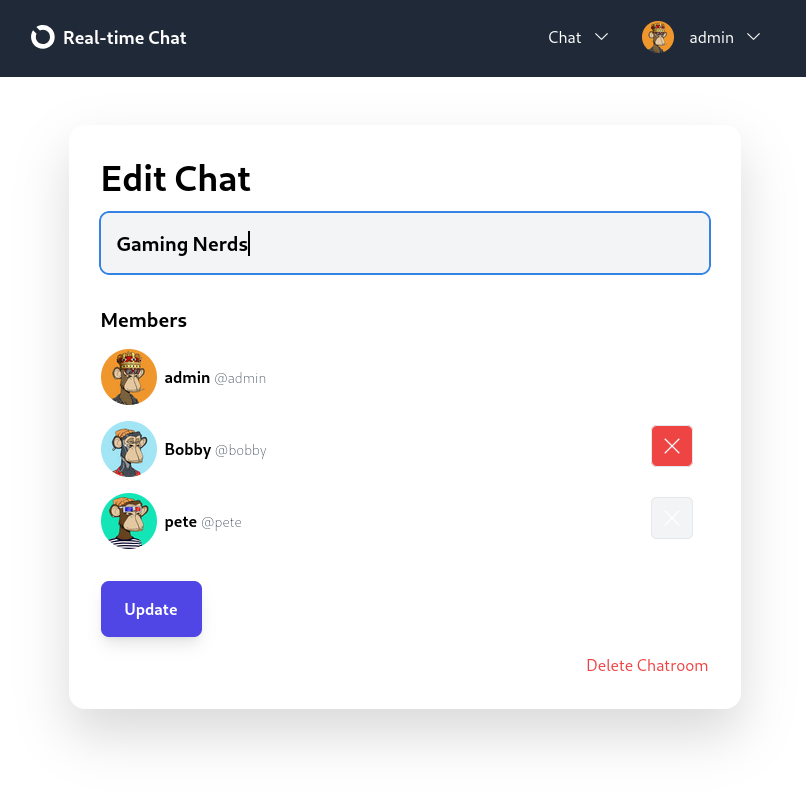 Real-time Chat
Chat
admin
Edit Chat
Gaming Nerds
Members
admin @admin
Bobby @bobby
pete @pete
Update
Delete Chatroom